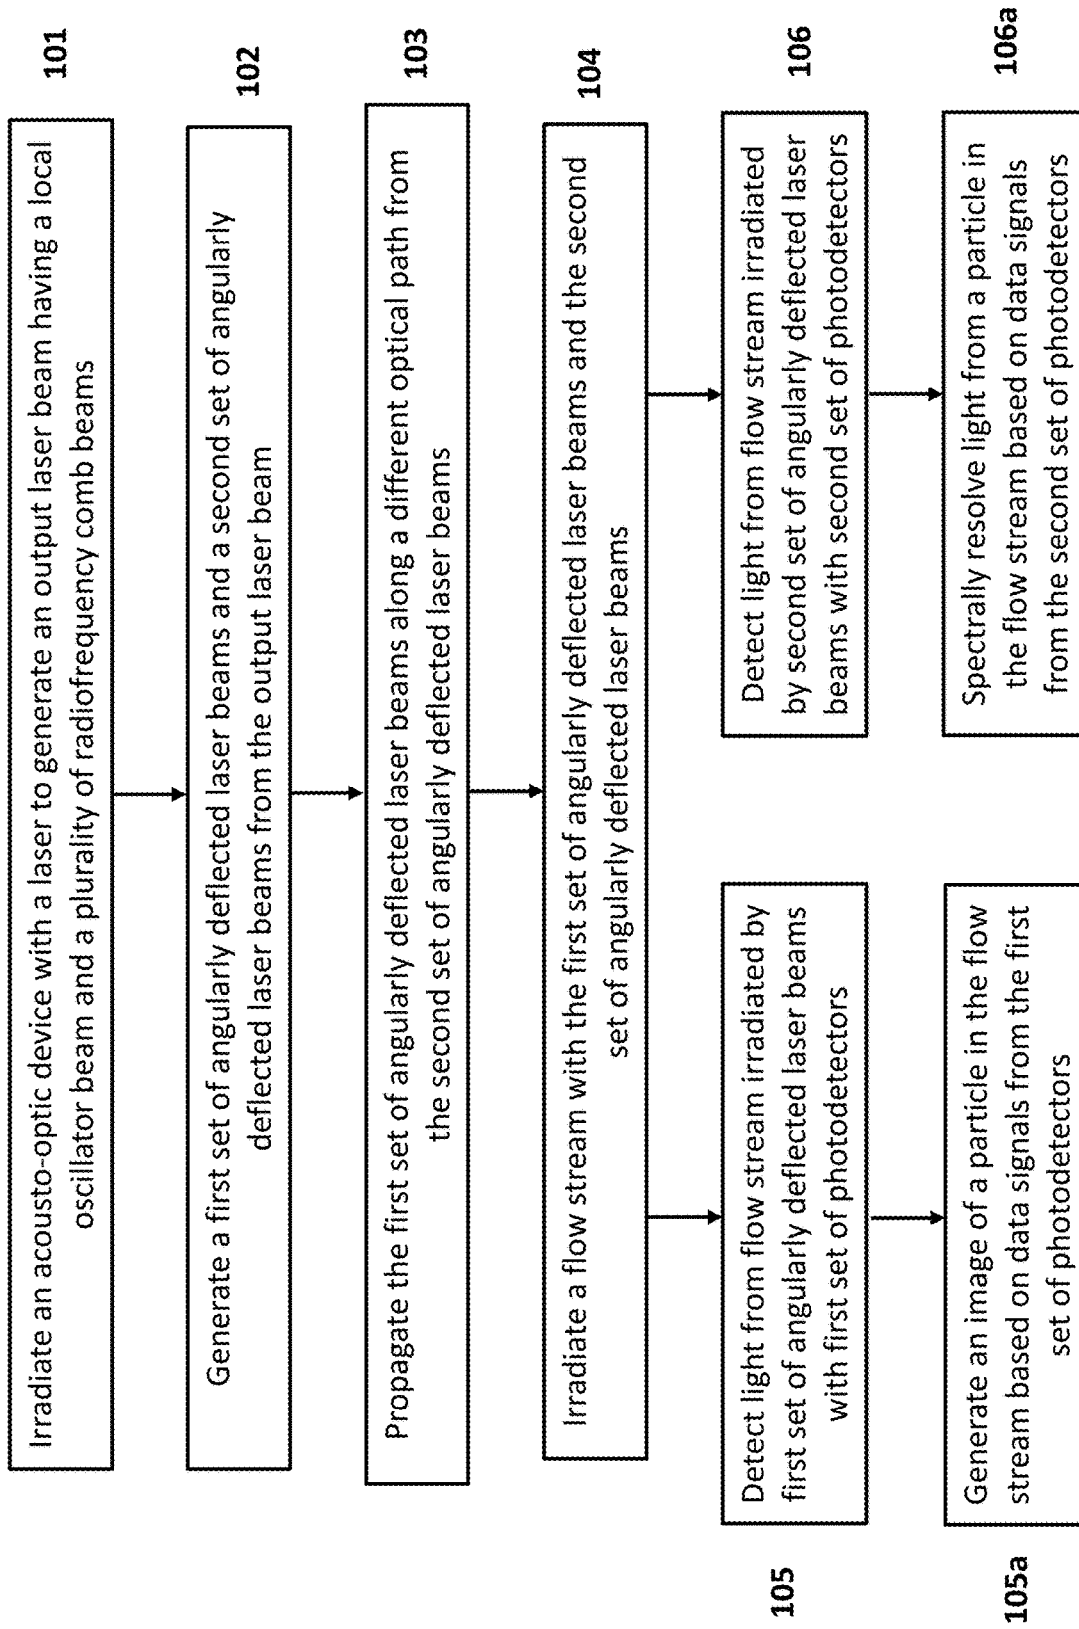 Irradiate an acousto-optic device with a laser to generate an output laser beam having a local
oscillator beam and a plurality of radiofrequency comb beams
101
Generate a first set of angularly deflected laser beams and a second set of angularly
deflected laser beams from the output laser beam
102
Propagate the first set of angularly deflected laser beams along a different optical path from
the second set of angularly deflected laser beams
103
Irradiate a flow stream with the first set of angularly deflected laser beams and the second
set of angularly deflected laser beams
104
105
Detect light from flow stream irradiated by
first set of angularly deflected laser beams
with first set of photodetectors
Detect light from flow stream irradiated
by second set of angularly deflected laser
beams with second set of photodetectors
106
105a
Generate an image of a particle in the flow
stream based on data signals from the first
set of photodetectors
Spectrally resolve light from a particle in
the flow stream based on data signals
from the second set of photodetectors
106a